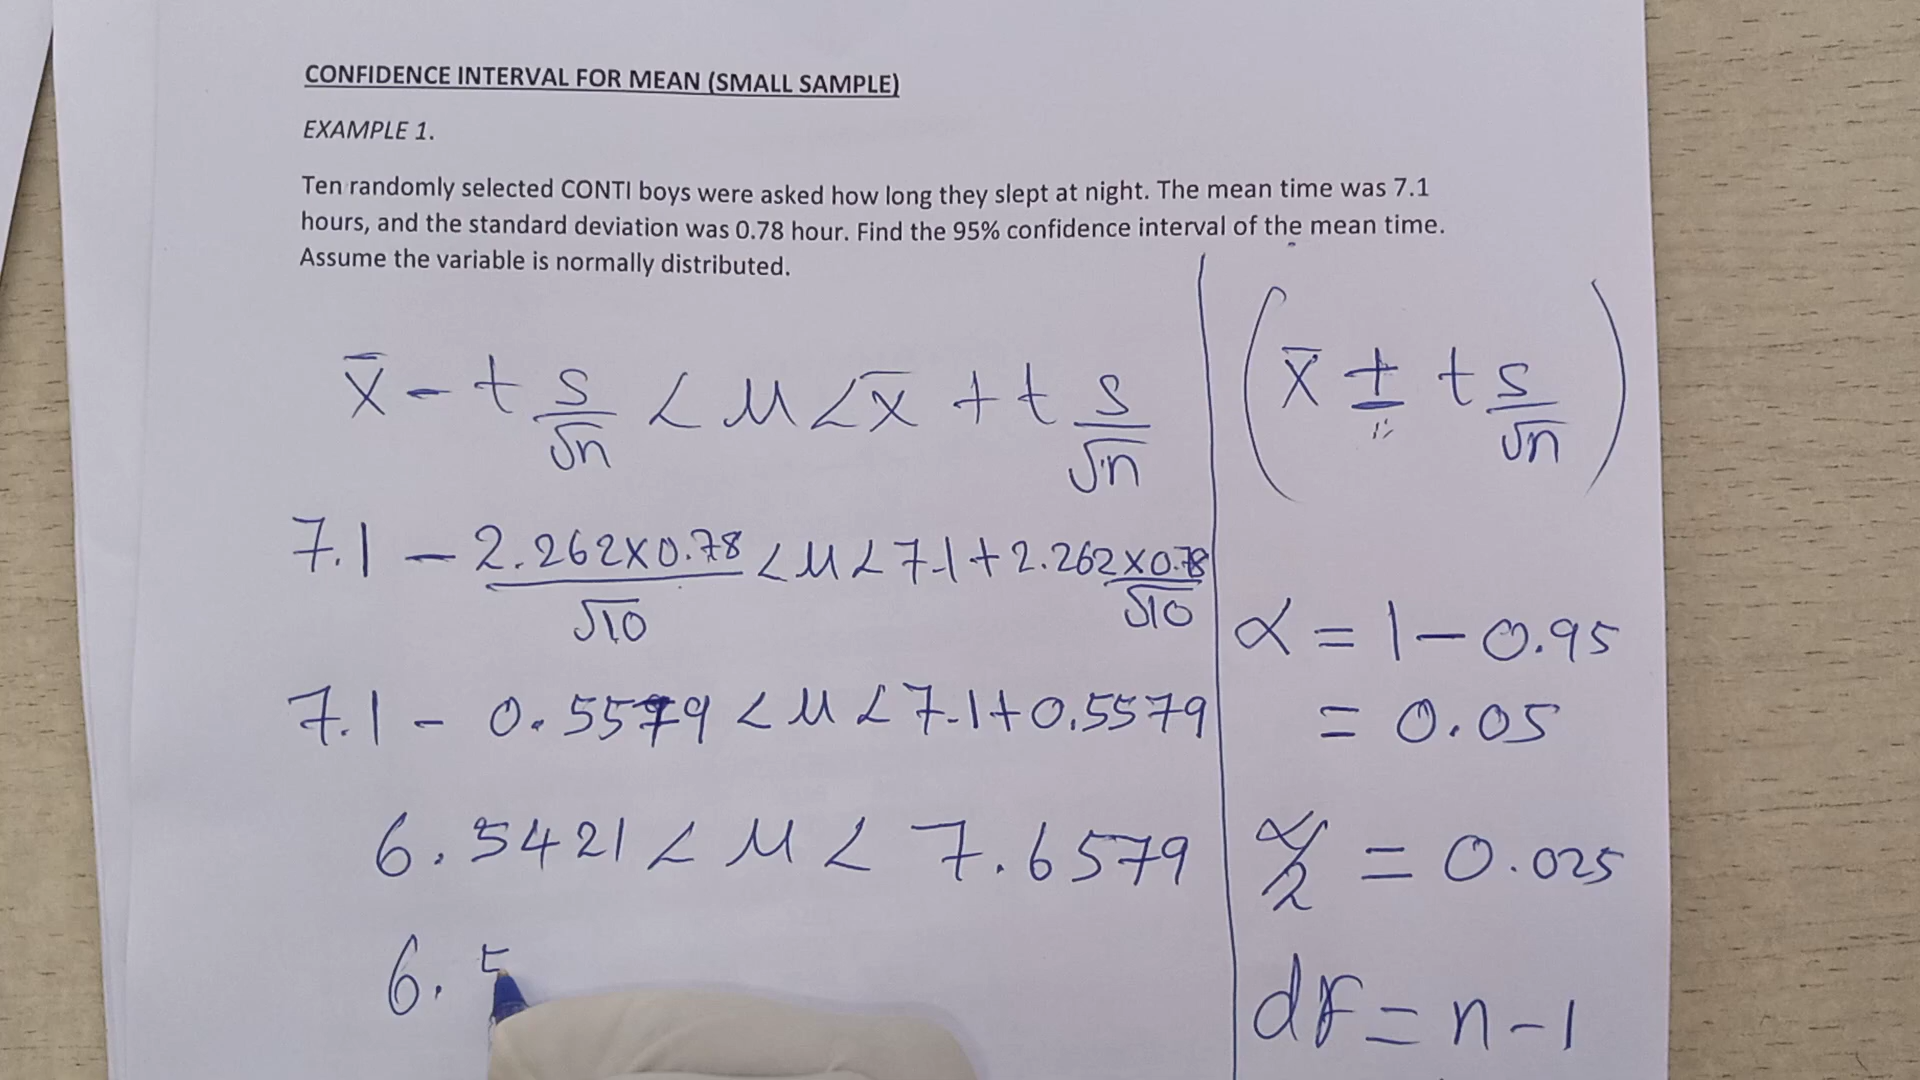 CONFIDENCE INTERVAL FOR MEAN (SMALL SAMPLE)
EXAMPLE 1.
Ten randomly selected CONTI boys were asked how long they slept at night. The mean time was 7.1
hours, and the standard deviation was 0.78 hour. Find the 95% confidence interval of the mean time.
Assume the variable is normally distributed.
x̄ - t s/√n < μ < x̄ + t s/√n
7.1 - 2.262×0.78/√10 < μ < 7.1 + 2.262×0.78/√10
7.1 - 0.5579 < μ < 7.1+0.5579
6.5421 < μ < 7.6579
6.5
(x̄ ± t s/√n)
α = 1 - 0.95
= 0.05
α/2 = 0.025
df = n - 1